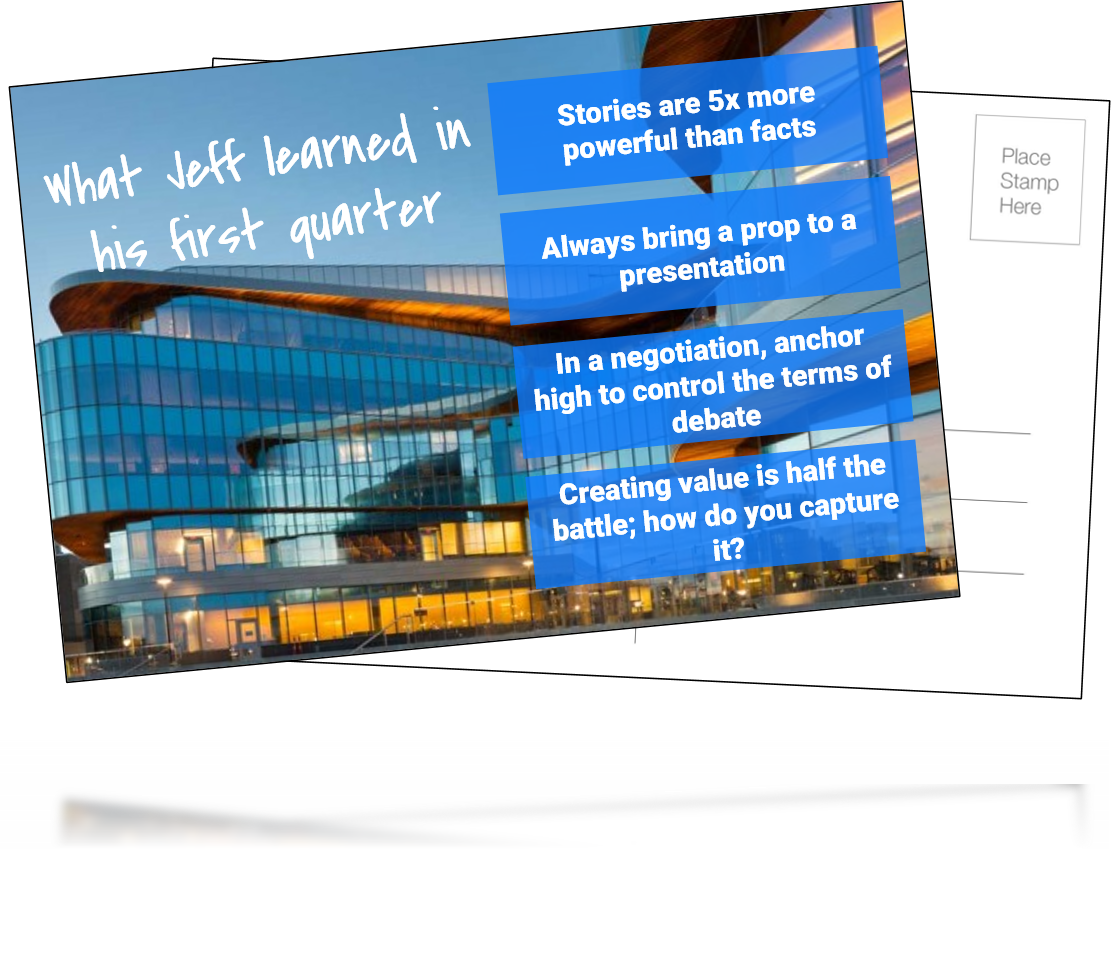 What Jeff learned in
his first quarter
Stories are 5x more
powerful than facts
Always bring a prop to a
presentation
In a negotiation, anchor
high to control the terms of
debate
Creating value is half the
battle; how do you capture
it?
Place
Stamp
Here